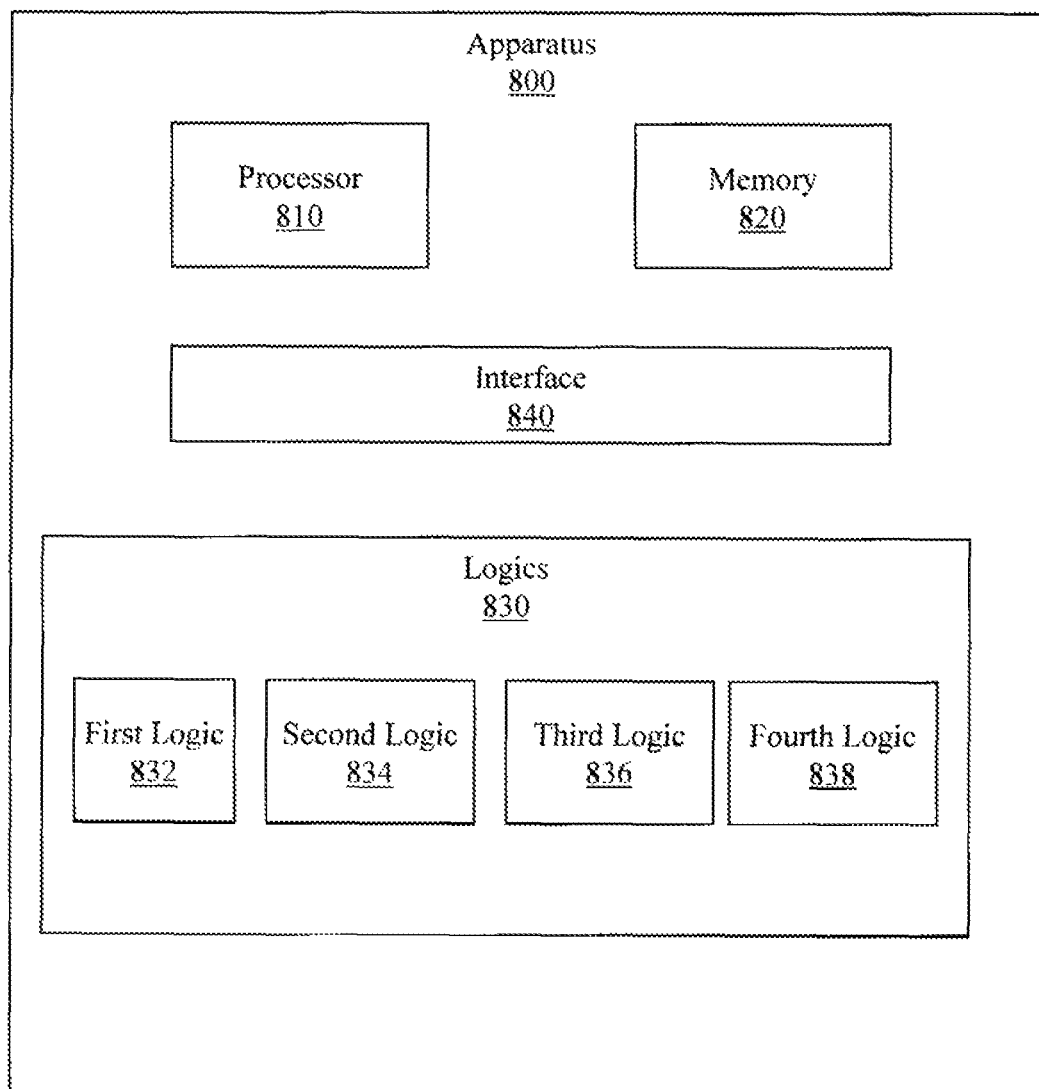 Apparatus
800
Processor
810
Memory
820
Interface
840
Logics
830
First Logic
832
Second Logic
834
Third Logic
836
Fourth Logic
838